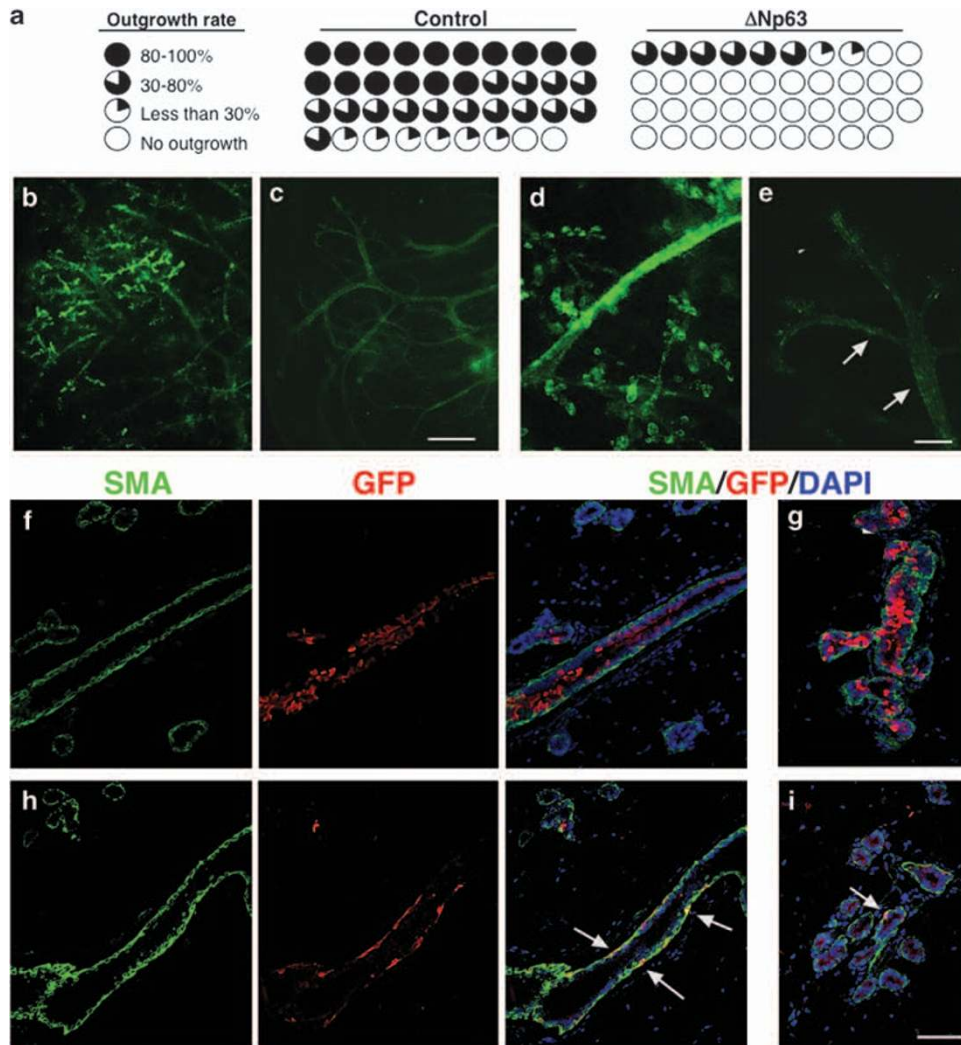 a
Outgrowth rate
Control
ΔNp63
80-100%
30-80%
Less than 30%
No outgrowth
b
c
d
e
SMA
GFP
SMA/GFP/DAPI
f
g
h
i